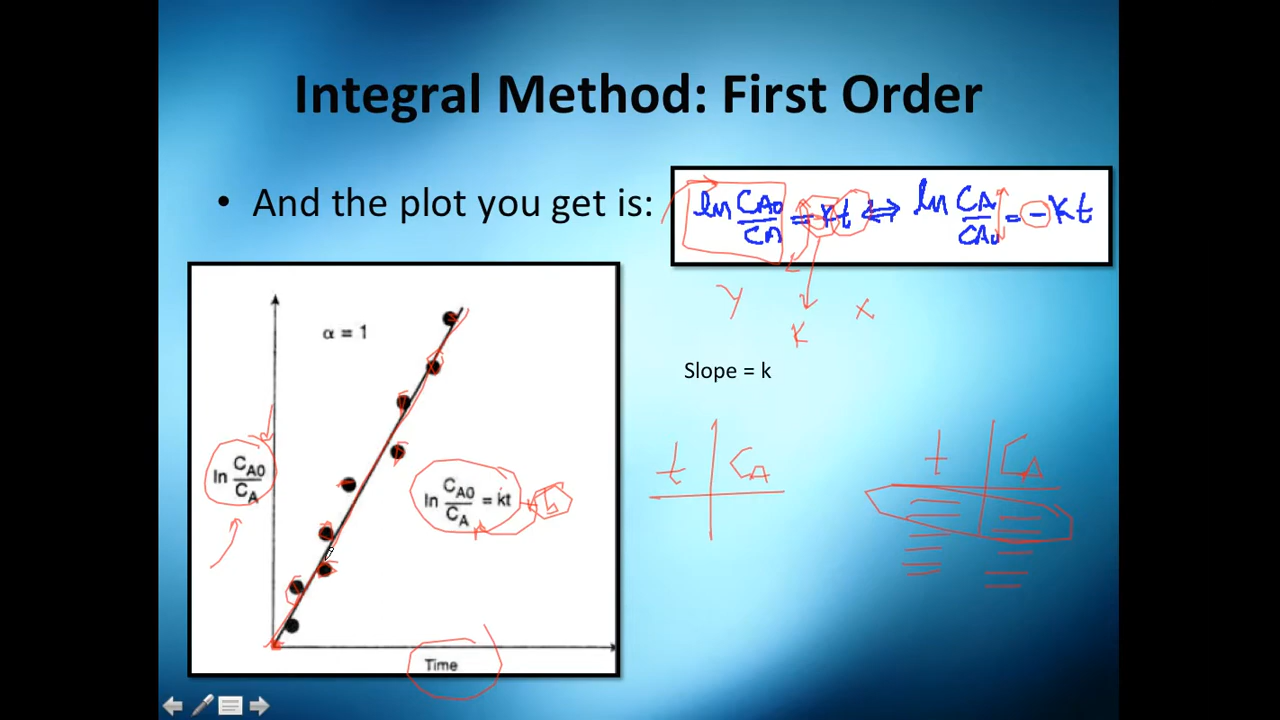 Integral Method: First Order
• And the plot you get is:
ln CA0/CA = kt ⇔ ln CA/CA0 = -kt
y
k
x
α = 1
Slope = k
ln CA0/CA
ln CA0/CA = kt + b
t CA
t CA
Time